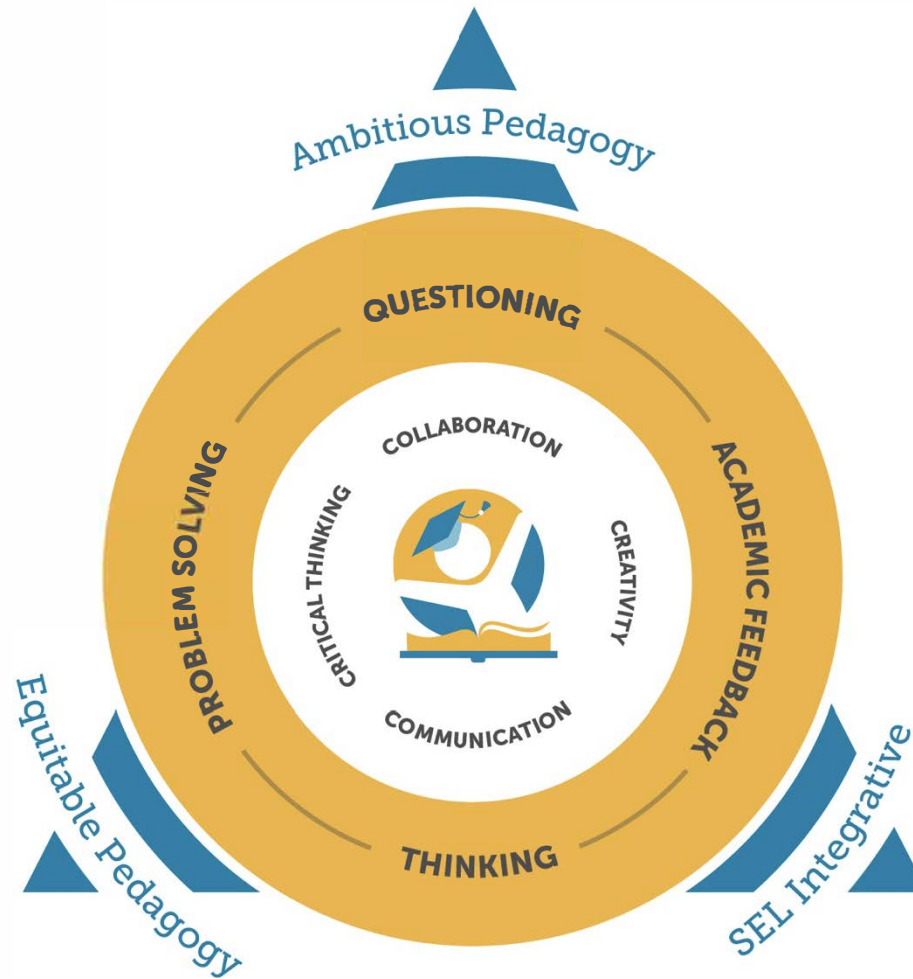 Ambitious Pedagogy
QUESTIONING
COLLABORATION
PROBLEM SOLVING
CRITICAL THINKING
CREATIVITY
ACADEMIC FEEDBACK
COMMUNICATION
THINKING
Equitable Pedagogy
SEL Integrative